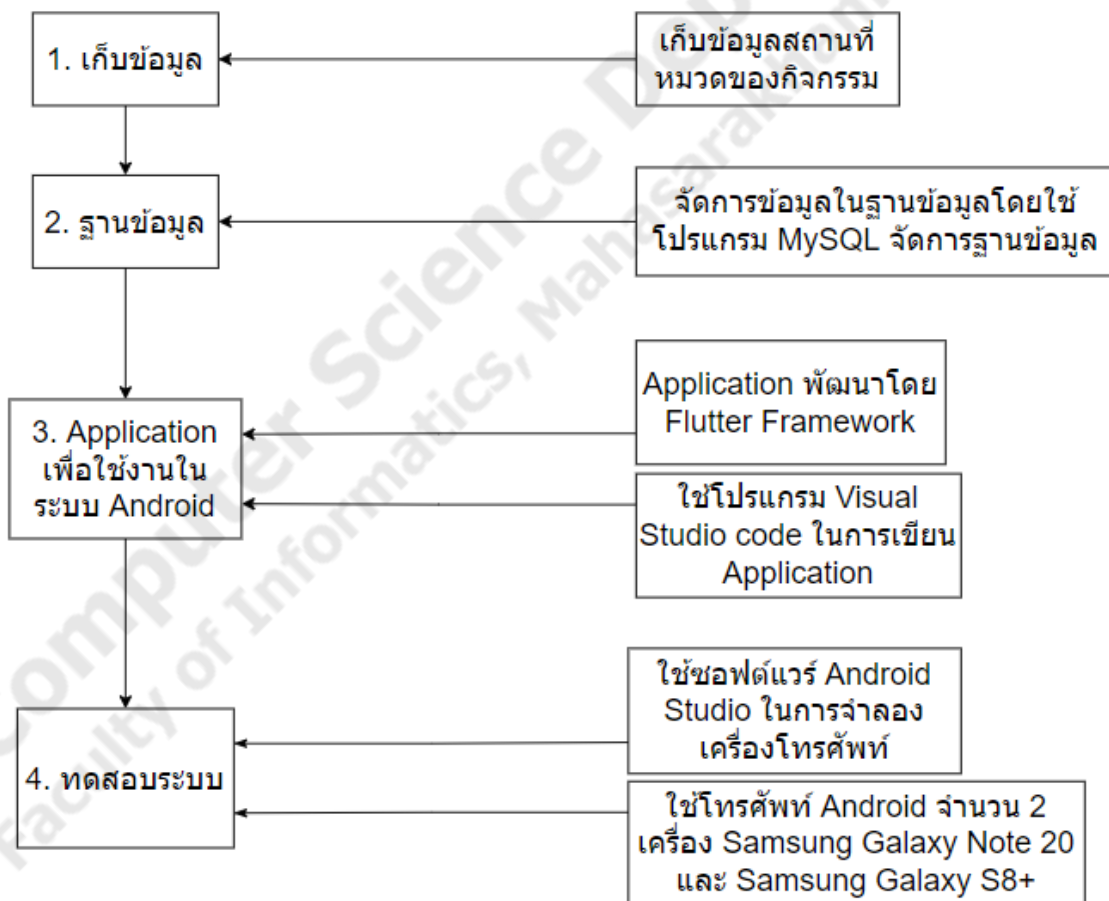 1. เก็บข้อมูล
เก็บข้อมูลสถานที่
หมวดของกิจกรรม
2. ฐานข้อมูล
จัดการข้อมูลในฐานข้อมูลโดยใช้
โปรแกรม MySQL จัดการฐานข้อมูล
3. Application
เพื่อใช้งานใน
ระบบ Android
Application พัฒนาโดย
Flutter Framework
ใช้โปรแกรม Visual
Studio code ในการเขียน
Application
4. ทดสอบระบบ
ใช้ซอฟต์แวร์ Android
Studio ในการจำลอง
เครื่องโทรศัพท์
ใช้โทรศัพท์ Android จำนวน 2
เครื่อง Samsung Galaxy Note 20
และ Samsung Galaxy S8+
Computer Science
Faculty of Informatics,